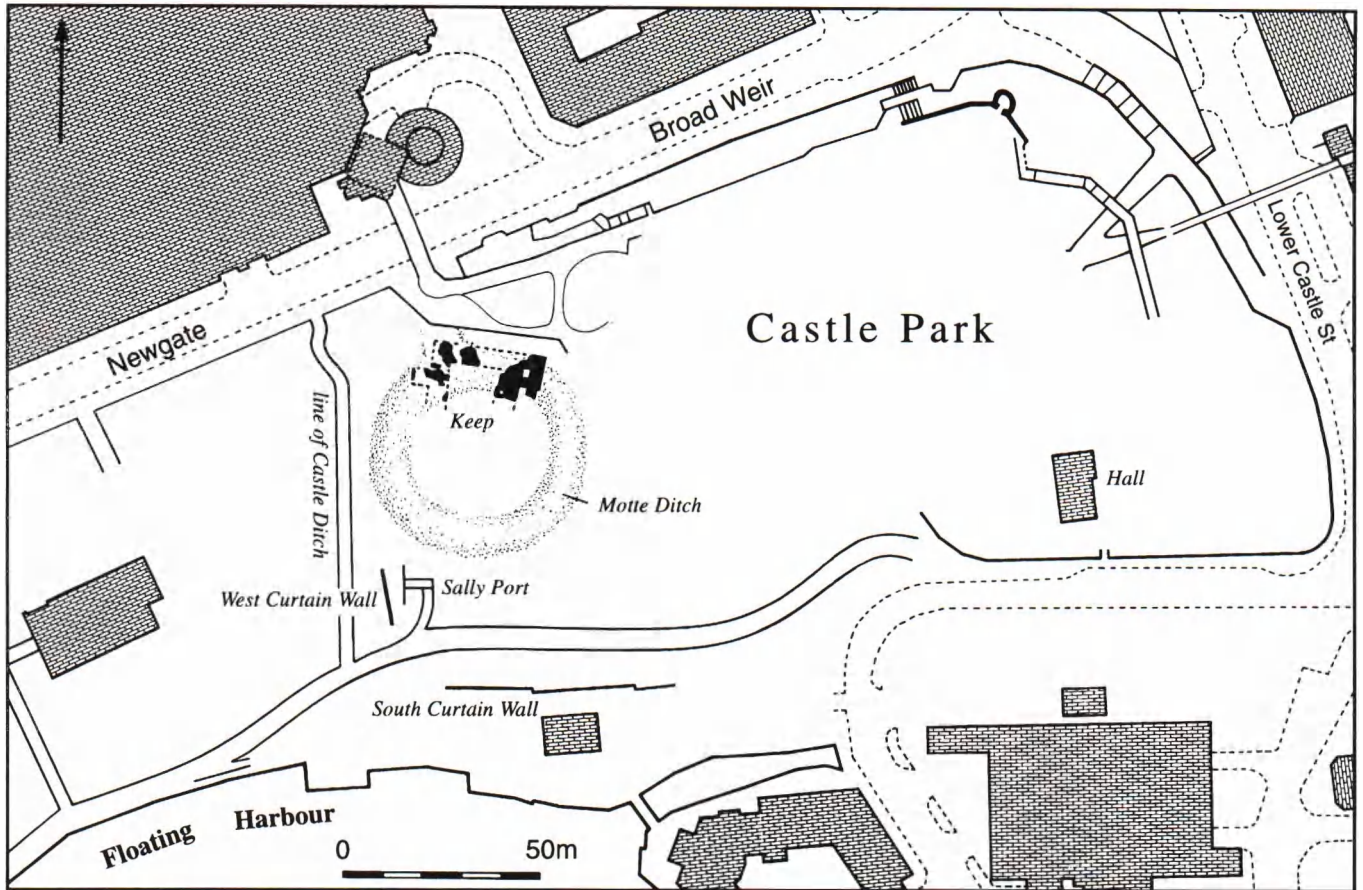 Broad Weir
Lower Castle St
Castle Park
Newgate
line of Castle Ditch
Keep
Hall
Motte Ditch
West Curtain Wall
Sally Port
South Curtain Wall
Floating Harbour
0 50m